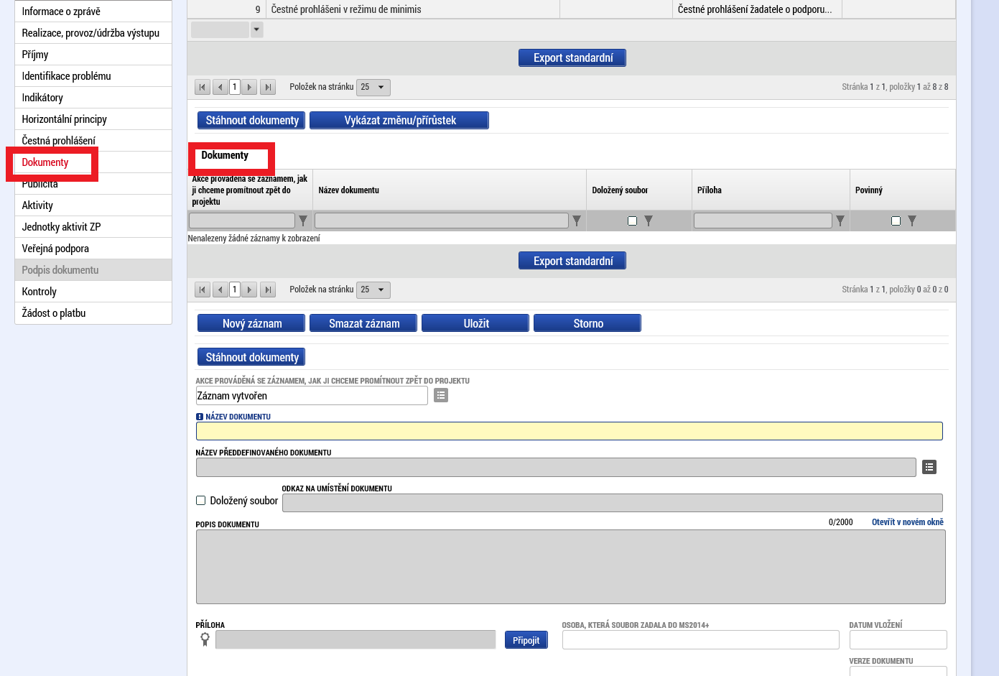 Informace o zprávě
Realizace, provoz/údržba výstupu
Příjmy
Identifikace problému
Indikátory
Horizontální principy
Čestná prohlášení
Dokumenty
Publicita
Aktivity
Jednotky aktivit ZP
Veřejná podpora
Podpis dokumentu
Kontroly
Žádost o platbu
9 Čestné prohlášeni v režimu de minimis Čestné prohlášení žadatele o podporu...
Export standardní
1 Položek na stránku 25 Stránka 1 z 1, položky 1 až 8 z 8
Stáhnout dokumenty Vykázat změnu/přírůstek
Dokumenty
Akce prováděná se záznamem, jak
ji chceme promítnout zpět do
projektu
Název dokumentu Doložený soubor Příloha Povinný
Nenalezeny žádné záznamy k zobrazení
Export standardní
1 Položek na stránku 25 Stránka 1 z 1, položky 0 až 0 z 0
Nový záznam Smazat záznam Uložit Storno
Stáhnout dokumenty
AKCE PROVÁDĚNÁ SE ZÁZNAMEM, JAK JI CHCEME PROMÍTNOUT ZPĚT DO PROJEKTU
Záznam vytvořen
NÁZEV DOKUMENTU
NÁZEV PŘEDDEFINOVANÉHO DOKUMENTU
ODKAZ NA UMÍSTĚNÍ DOKUMENTU
Doložený soubor
POPIS DOKUMENTU 0/2000 Otevřít v novém okně
PŘÍLOHA OSOBA, KTERÁ SOUBOR ZADALA DO MS2014+ DATUM VLOŽENÍ
Připojit
VERZE DOKUMENTU